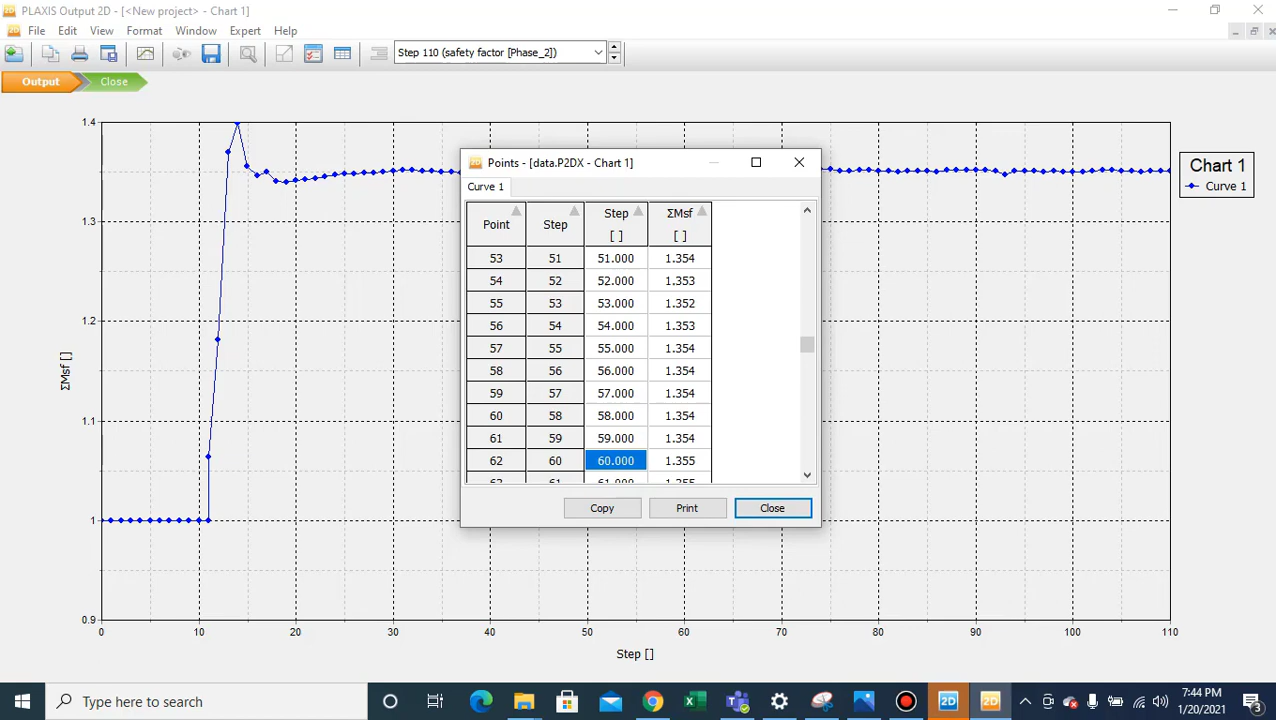 PLAXIS Output 2D - [<New project> - Chart 1]
File Edit View Format Window Expert Help
Step 110 (safety factor [Phase_2])
Output Close
1.4
1.3
1.2
1.1
1
0.9
ΣMsf []
0 10 20 30 40 50 60 70 80 90 100 110
Step []
Chart 1
Curve 1
2D Points - [data.P2DX - Chart 1]
Curve 1
Point Step Step [ ] ΣMsf [ ]
53 51 51.000 1.354
54 52 52.000 1.353
55 53 53.000 1.352
56 54 54.000 1.353
57 55 55.000 1.354
58 56 56.000 1.354
59 57 57.000 1.354
60 58 58.000 1.354
61 59 59.000 1.354
62 60 60.000 1.355
Copy Print Close
Type here to search
2D 2D
7:44 PM
1/20/2021
3